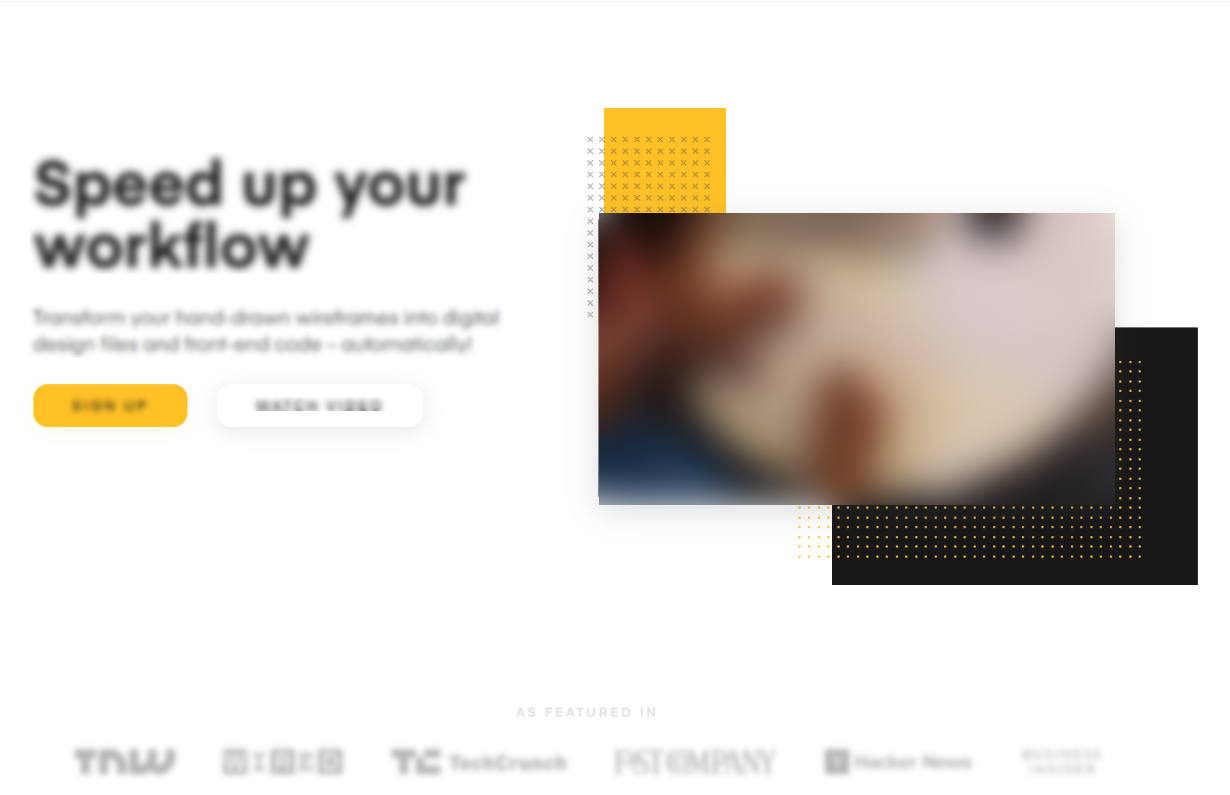 Speed up your
workflow
Transform your hand-drawn wireframes into digital
design files and front-end code – automatically!
SIGN UP
WATCH VIDEO
AS FEATURED IN
TNW
WIRED
TC TechCrunch
FAST COMPANY
Y Hacker News
BUSINESS
INSIDER